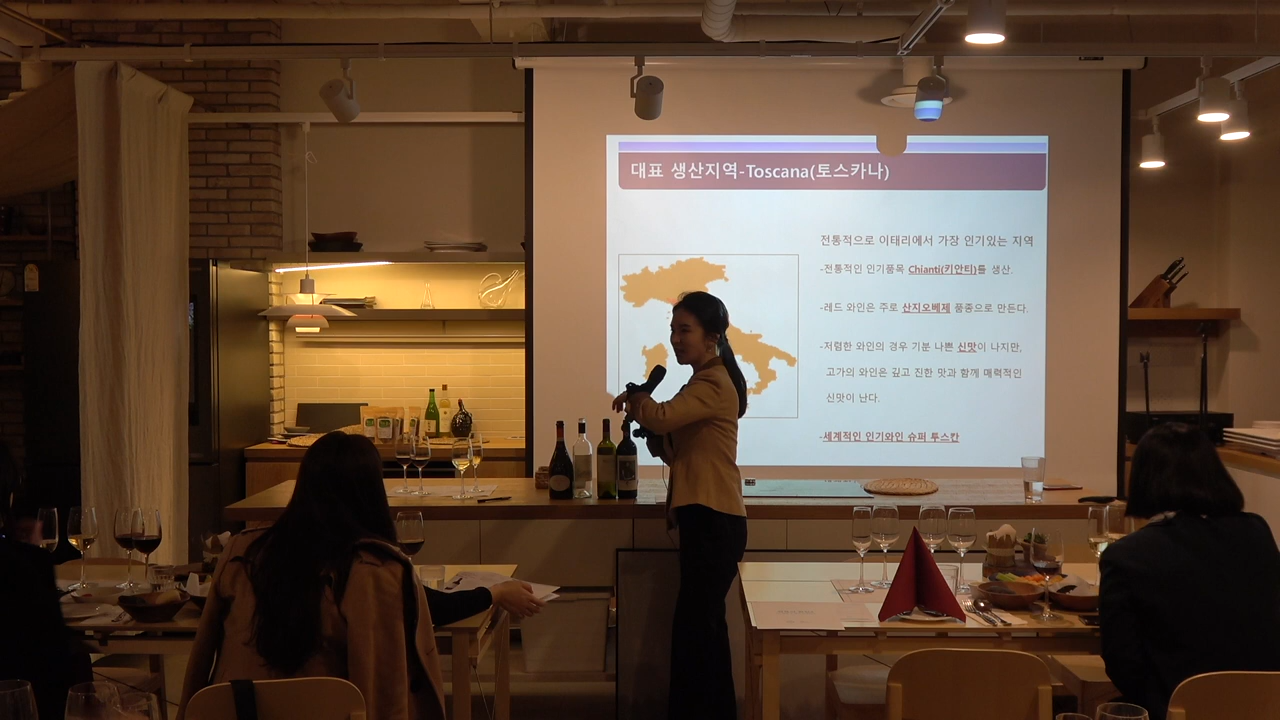 대표 생산지역-Toscana(토스카나)
전통적으로 이태리에서 가장 인기있는 지역
-전통적인 인기품목 Chianti(키안티)를 생산.
-레드 와인은 주로 산지오베제 품종으로 만든다.
-저렴한 와인의 경우 기분 나쁜 신맛이 나지만,
고가의 와인은 깊고 진한 맛과 함께 매력적인
신맛이 난다.
-세계적인 인기와인 슈퍼 투스칸